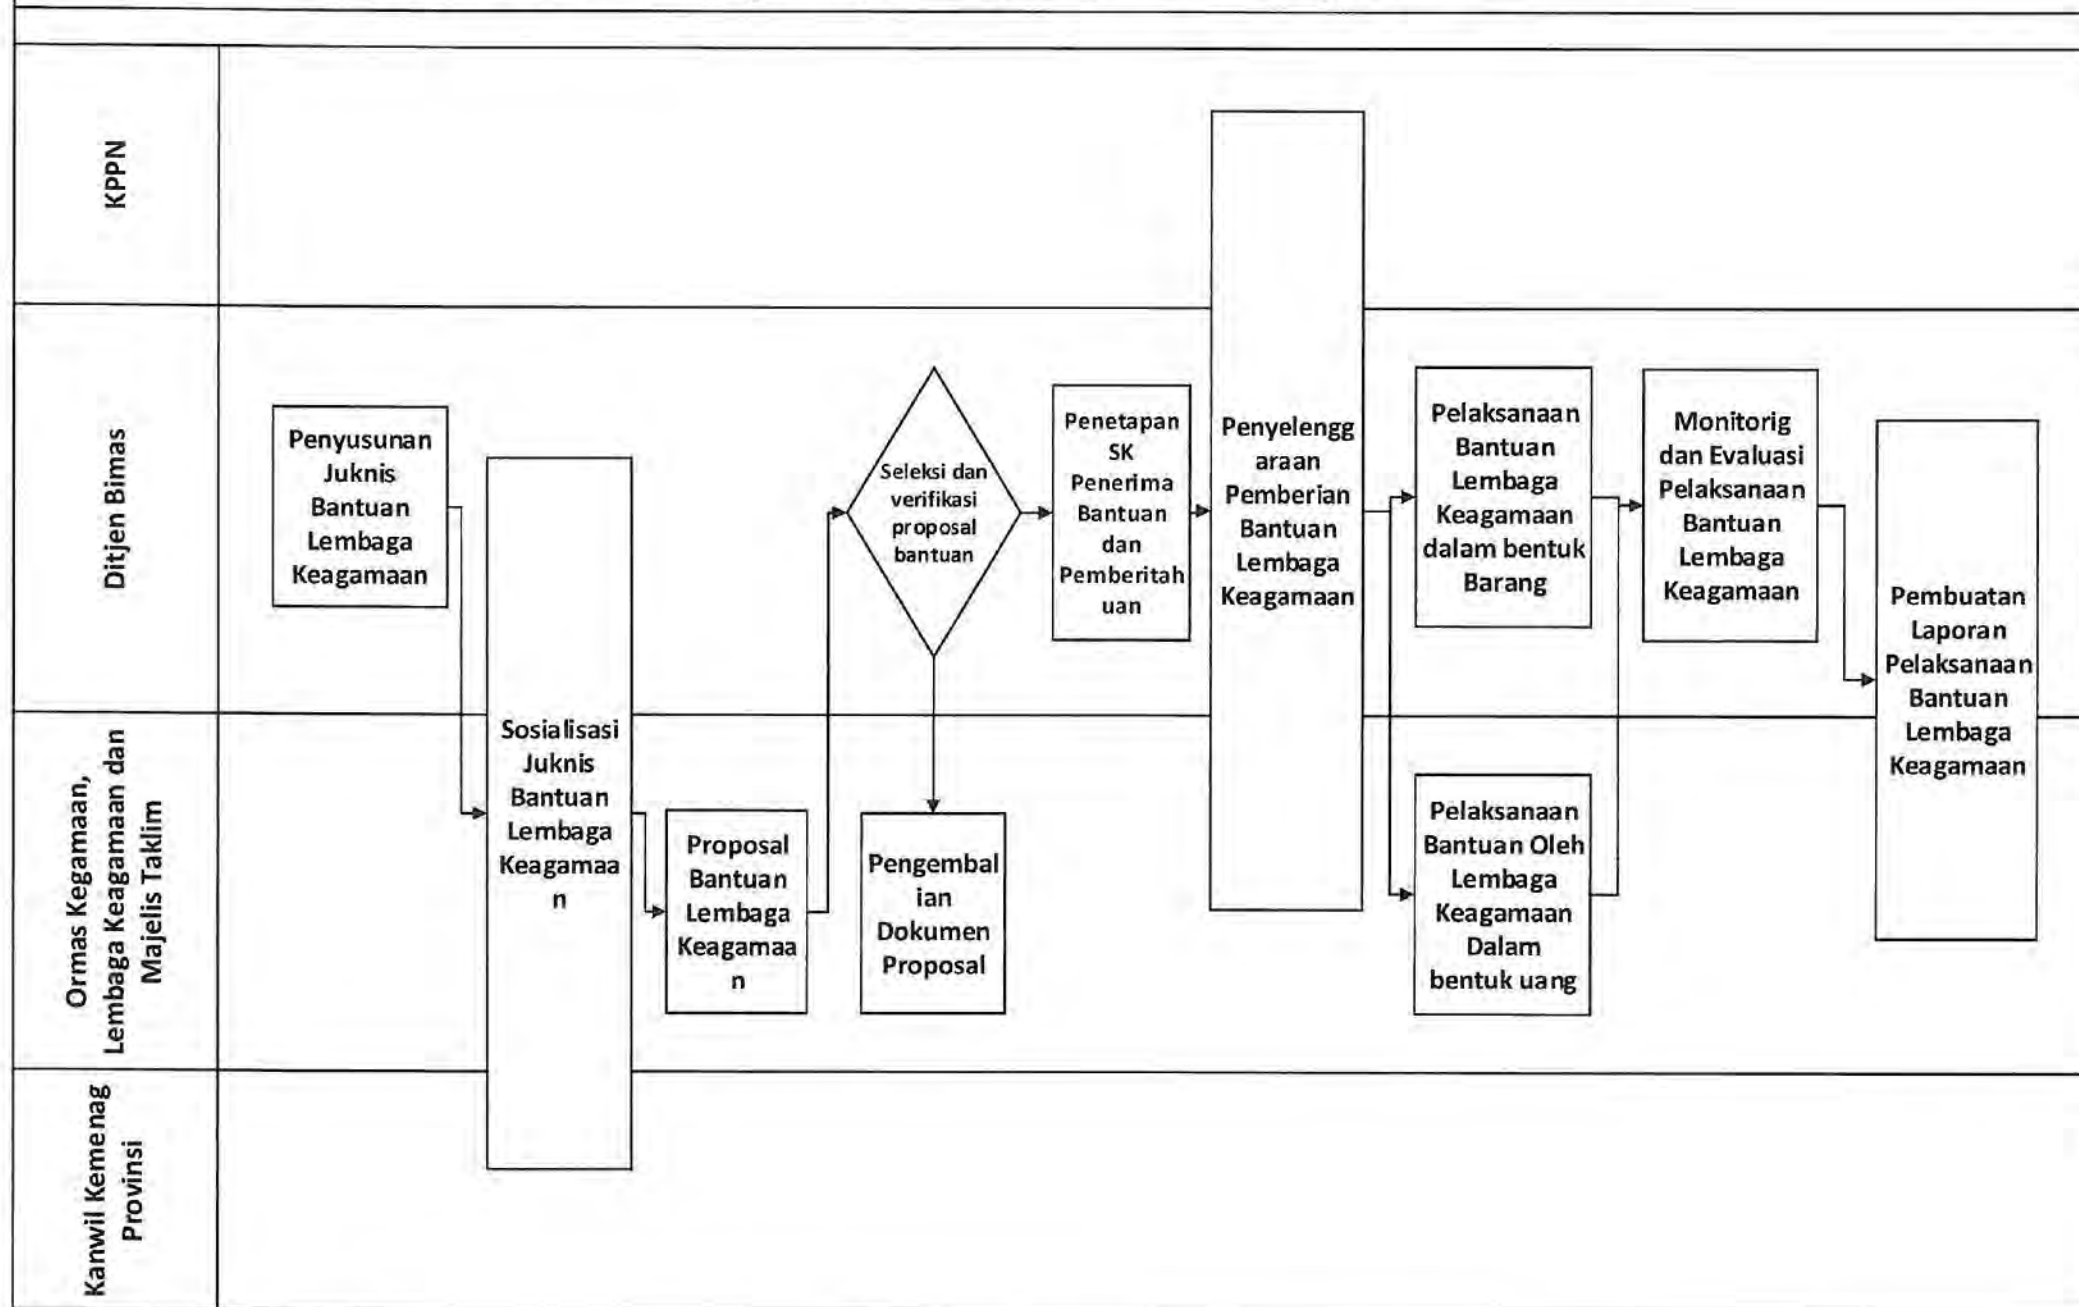 KPPN
Ditjen Bimas
Ormas Kegamaan,
Lembaga Keagamaan dan
Majelis Taklim
Kanwil Kemenag
Provinsi
Penyusunan
Juknis
Bantuan
Lembaga
Keagamaan
Sosialisasi
Juknis
Bantuan
Lembaga
Keagamaa
n
Proposal
Bantuan
Lembaga
Keagamaa
n
Seleksi dan
verifikasi
proposal
bantuan
Pengembal
ian
Dokumen
Proposal
Penetapan
SK
Penerima
Bantuan
dan
Pemberitah
uan
Penyelengg
araan
Pemberian
Bantuan
Lembaga
Keagamaan
Pelaksanaan
Bantuan
Lembaga
Keagamaan
dalam bentuk
Barang
Pelaksanaan
Bantuan Oleh
Lembaga
Keagamaan
Dalam
bentuk uang
Monitorig
dan Evaluasi
Pelaksanaan
Bantuan
Lembaga
Keagamaan
Pembuatan
Laporan
Pelaksanaan
Bantuan
Lembaga
Keagamaan